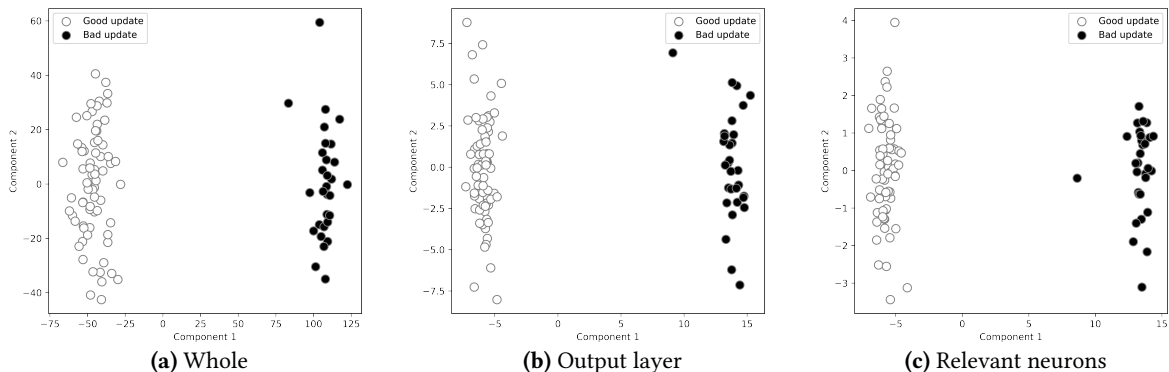 Good update
Bad update
60
40
20
0
−20
−40
−75
−50
−25
0
25
50
75
100
125
Component 2
Component 1
(a) Whole
Good update
Bad update
7.5
5.0
2.5
0.0
−2.5
−5.0
−7.5
−5
0
5
10
15
Component 2
Component 1
(b) Output layer
Good update
Bad update
4
3
2
1
0
−1
−2
−3
−5
0
5
10
15
Component 2
Component 1
(c) Relevant neurons